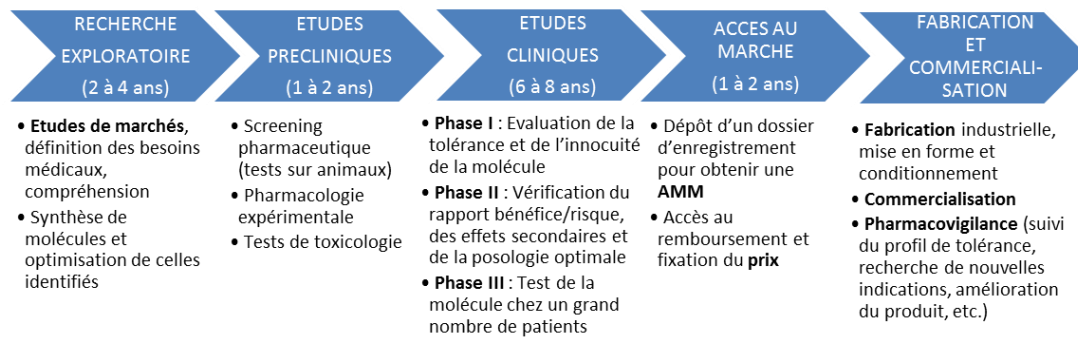 RECHERCHE
EXPLORATOIRE
(2 à 4 ans)
• Etudes de marchés,
définition des besoins
médicaux,
compréhension
• Synthèse de
molécules et
optimisation de celles
identifiés
ETUDES
PRECLINIQUES
(1 à 2 ans)
• Screening
pharmaceutique
(tests sur animaux)
• Pharmacologie
expérimentale
• Tests de toxicologie
ETUDES
CLINIQUES
(6 à 8 ans)
• Phase I : Evaluation de la
tolérance et de l'innocuité
de la molécule
• Phase II : Vérification du
rapport bénéfice/risque,
des effets secondaires et
de la posologie optimale
• Phase III : Test de la
molécule chez un grand
nombre de patients
ACCES AU
MARCHE
(1 à 2 ans)
• Dépôt d'un dossier
d'enregistrement
pour obtenir une
AMM
• Accès au
remboursement et
fixation du prix
FABRICATION
ET
COMMERCIALI-
SATION
• Fabrication industrielle,
mise en forme et
conditionnement
• Commercialisation
• Pharmacovigilance (suivi
du profil de tolérance,
recherche de nouvelles
indications, amélioration
du produit, etc.)